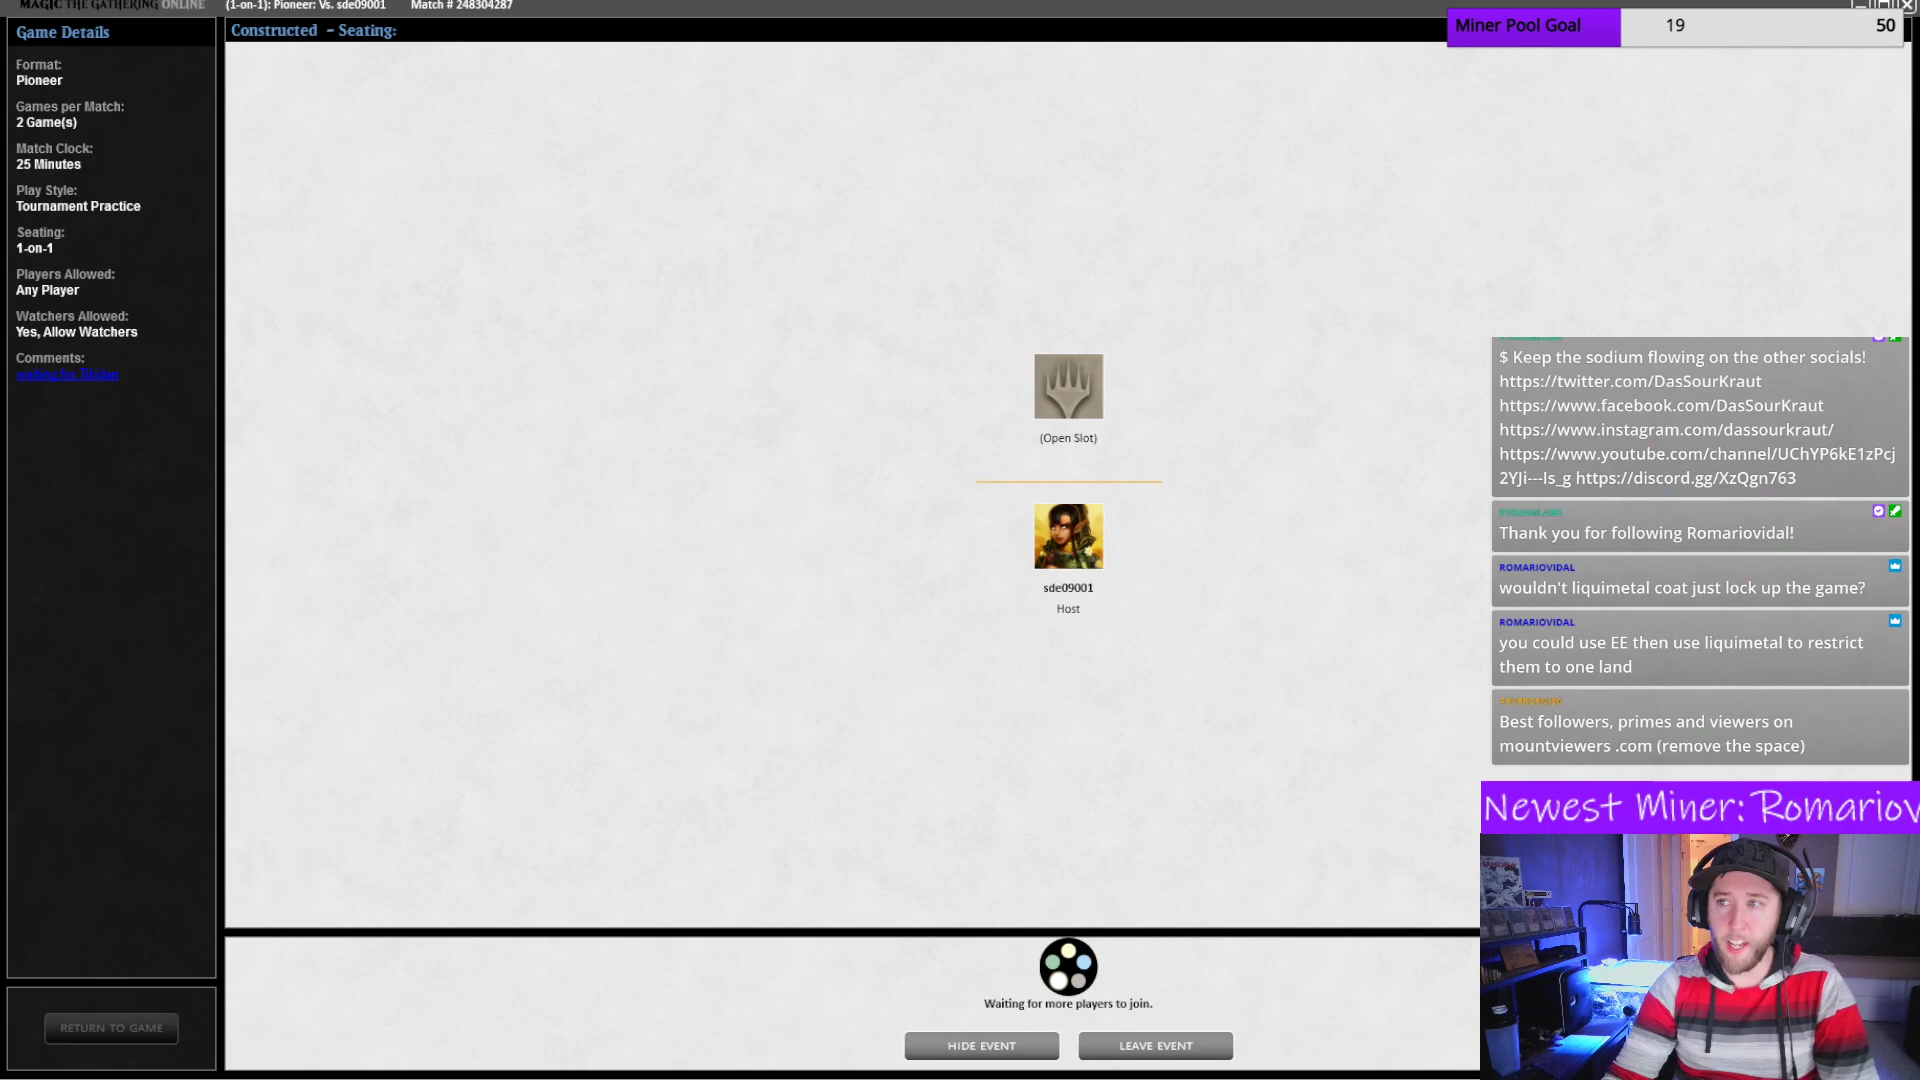 MAGIC THE GATHERING ONLINE
(1-on-1): Pioneer: Vs. sde09001 Match # 248304287
Game Details
Format:
Pioneer
Games per Match:
2 Game(s)
Match Clock:
25 Minutes
Play Style:
Tournament Practice
Seating:
1-on-1
Players Allowed:
Any Player
Watchers Allowed:
Yes, Allow Watchers
Comments:
waiting for
RETURN TO GAME
Constructed - Seating:
(Open Slot)
sde09001
Host
Waiting for more players to join.
HIDE EVENT
LEAVE EVENT
Miner Pool Goal 19 50
$ Keep the sodium flowing on the other socials!
https://twitter.com/DasSourKraut
https://www.facebook.com/DasSourKraut
https://www.instagram.com/dassourkraut/
https://www.youtube.com/channel/UChYP6kE1zPcj
2YJi---Is_g https://discord.gg/XzQgn763
Thank you for following Romariovidal!
ROMARIOVIDAL
wouldn't liquimetal coat just lock up the game?
ROMARIOVIDAL
you could use EE then use liquimetal to restrict
them to one land
Best followers, primes and viewers on
mountviewers .com (remove the space)
Newest Miner: Romariov